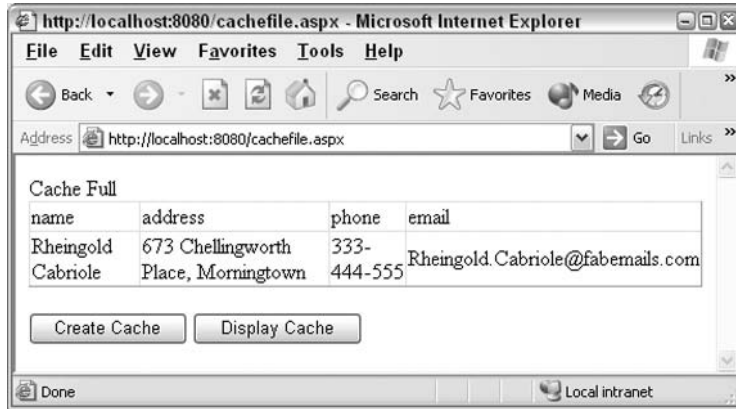 http://localhost:8080/cachefile.aspx - Microsoft Internet Explorer
File Edit View Favorites Tools Help
Back Search Favorites Media »
Address http://localhost:8080/cachefile.aspx Go Links »
Cache Full
name address phone email
Rheingold 673 Chellingworth 333-
Cabriole Place, Morningtown 444-555 Rheingold.Cabriole@fabemails.com
Create Cache Display Cache
Done Local intranet